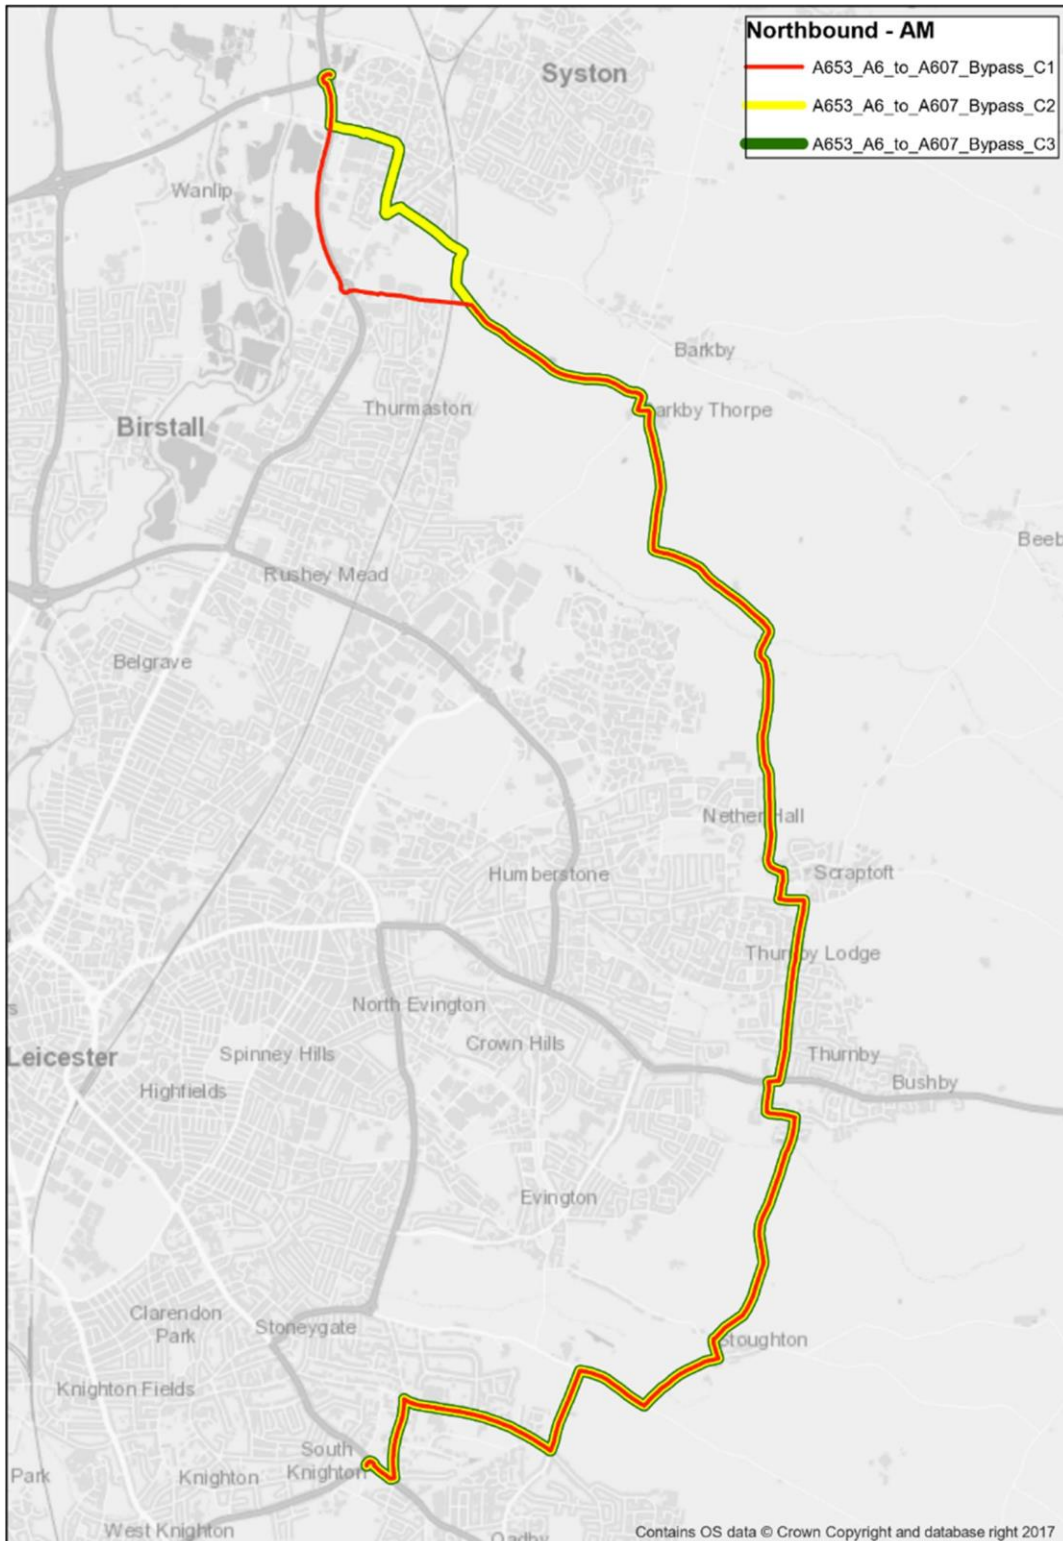 Northbound - AM
A653_A6_to_A607_Bypass_C1
A653_A6_to_A607_Bypass_C2
A653_A6_to_A607_Bypass_C3
Syston
Wanlip
Barkby
Thurmaston
arkby Thorpe
Birstall
Beeb
Rushey Mead
Belgrave
Nether Hall
Humberstone
Scraptoft
Thurnby Lodge
North Evington
Crown Hills
Leicester
Spinney Hills
Thurnby
Highfields
Bushby
Evington
Clarendon
Park
Stoneygate
Stoughton
Knighton Fields
South
Knighton
Park
Knighton
West Knighton
Oadby
Contains OS data © Crown Copyright and database right 2017